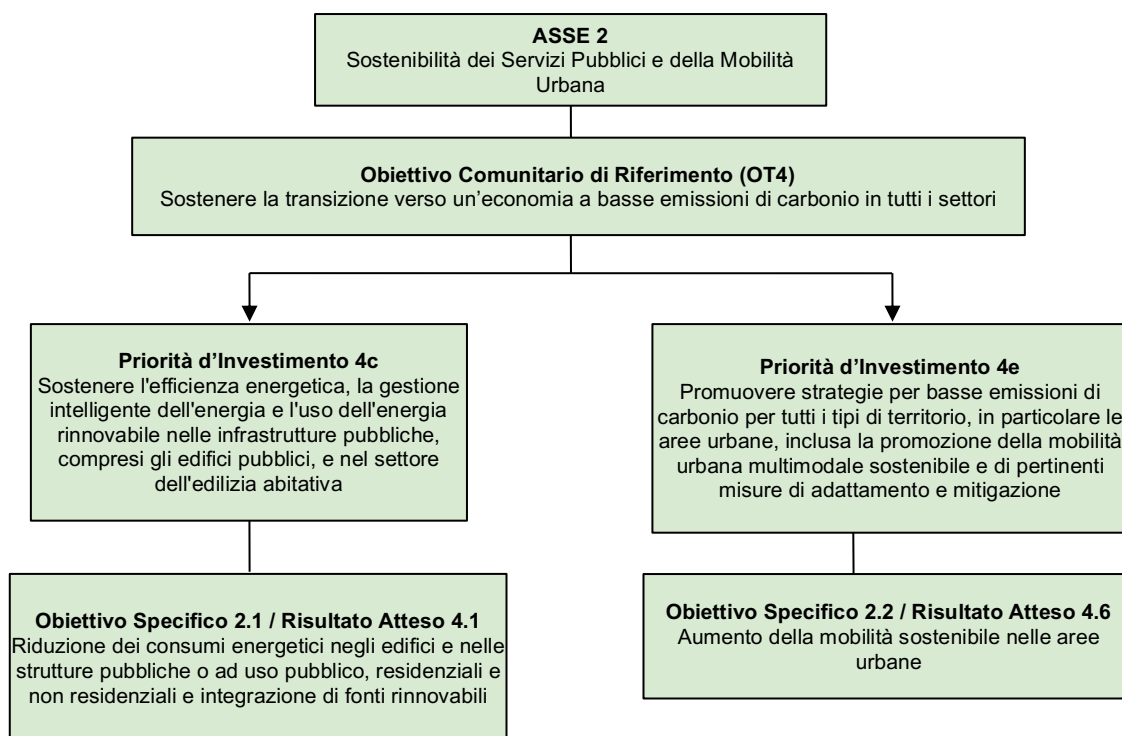 ASSE 2
Sostenibilità dei Servizi Pubblici e della Mobilità
Urbana
Obiettivo Comunitario di Riferimento (OT4)
Sostenere la transizione verso un’economia a basse emissioni di carbonio in tutti i settori
Priorità d’Investimento 4c
Sostenere l'efficienza energetica, la gestione
intelligente dell'energia e l'uso dell'energia
rinnovabile nelle infrastrutture pubbliche,
compresi gli edifici pubblici, e nel settore
dell'edilizia abitativa
Priorità d’Investimento 4e
Promuovere strategie per basse emissioni di
carbonio per tutti i tipi di territorio, in particolare le
aree urbane, inclusa la promozione della mobilità
urbana multimodale sostenibile e di pertinenti
misure di adattamento e mitigazione
Obiettivo Specifico 2.1 / Risultato Atteso 4.1
Riduzione dei consumi energetici negli edifici e nelle
strutture pubbliche o ad uso pubblico, residenziali e
non residenziali e integrazione di fonti rinnovabili
Obiettivo Specifico 2.2 / Risultato Atteso 4.6
Aumento della mobilità sostenibile nelle aree
urbane